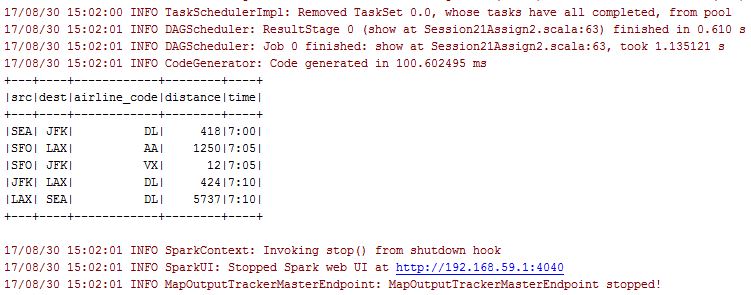 17/08/30 15:02:00 INFO TaskSchedulerImpl: Removed TaskSet 0.0, whose tasks have all completed, from pool
17/08/30 15:02:01 INFO DAGScheduler: ResultStage 0 (show at Session21Assign2.scala:63) finished in 0.610 s
17/08/30 15:02:01 INFO DAGScheduler: Job 0 finished: show at Session21Assign2.scala:63, took 1.135121 s
17/08/30 15:02:01 INFO CodeGenerator: Code generated in 100.602495 ms
+---+----+------------+--------+----+
|src|dest|airline_code|distance|time|
+---+----+------------+--------+----+
|SEA| JFK|          DL|     418|7:00|
|SFO| LAX|          AA|    1250|7:05|
|SFO| JFK|          VX|      12|7:05|
|JFK| LAX|          DL|     424|7:10|
|LAX| SEA|          DL|    5737|7:10|
+---+----+------------+--------+----+
17/08/30 15:02:01 INFO SparkContext: Invoking stop() from shutdown hook
17/08/30 15:02:01 INFO SparkUI: Stopped Spark web UI at http://192.168.59.1:4040
17/08/30 15:02:01 INFO MapOutputTrackerMasterEndpoint: MapOutputTrackerMasterEndpoint stopped!